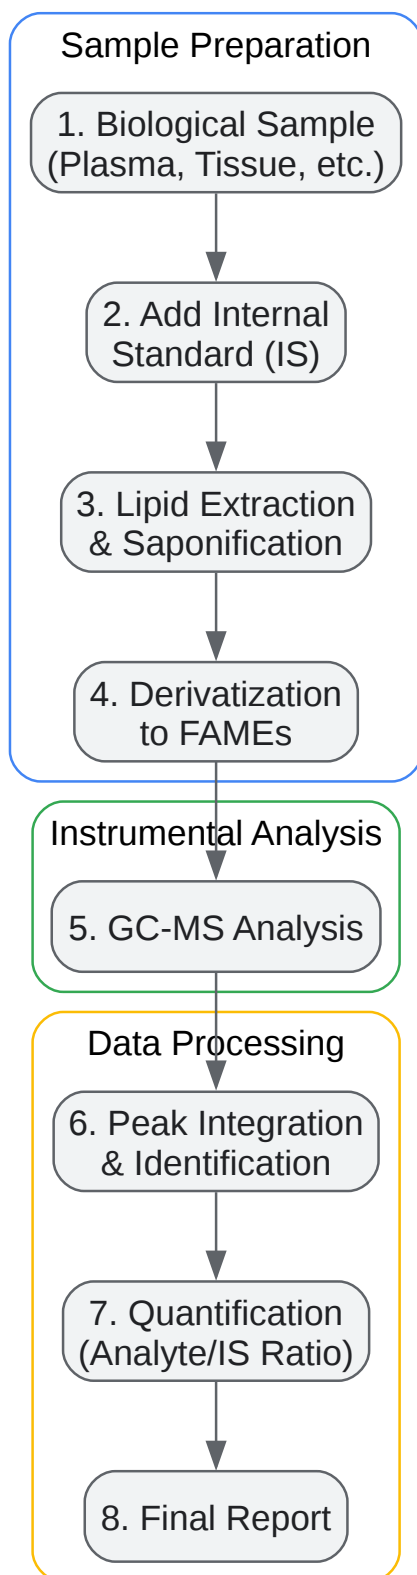 Sample Preparation
1. Biological Sample
(Plasma, Tissue, etc.)
2. Add Internal
Standard (IS)
3. Lipid Extraction
& Saponification
4. Derivatization
to FAMEs
Instrumental Analysis
5. GC-MS Analysis
Data Processing
6. Peak Integration
& Identification
7. Quantification
(Analyte/IS Ratio)
8. Final Report